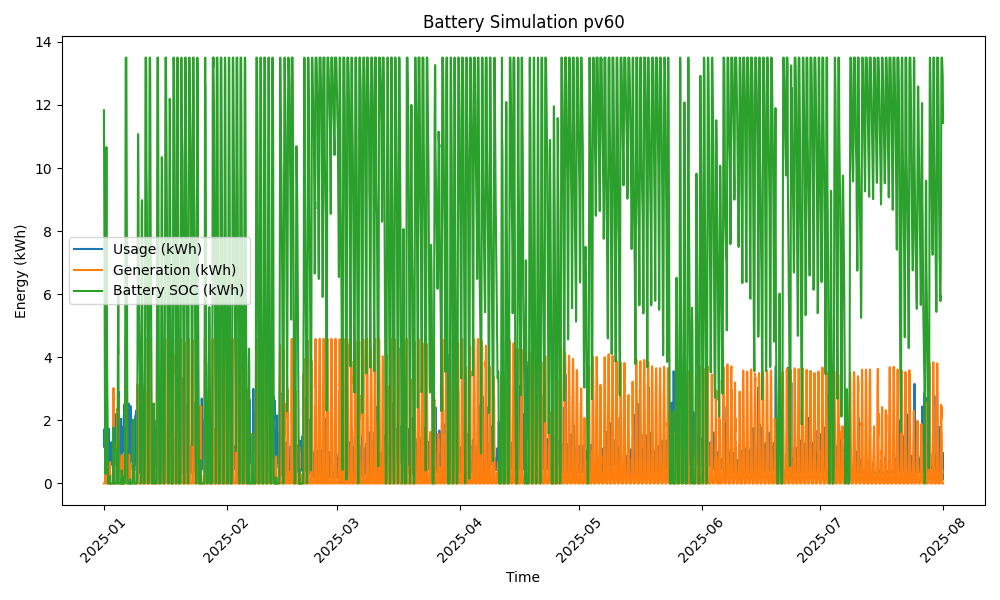 Battery Simulation pv60
14
12
10
8
6
4
2
0
Energy (kWh)
Usage (kWh)
Generation (kWh)
Battery SOC (kWh)
2025-01
2025-02
2025-03
2025-04
2025-05
2025-06
2025-07
2025-08
Time